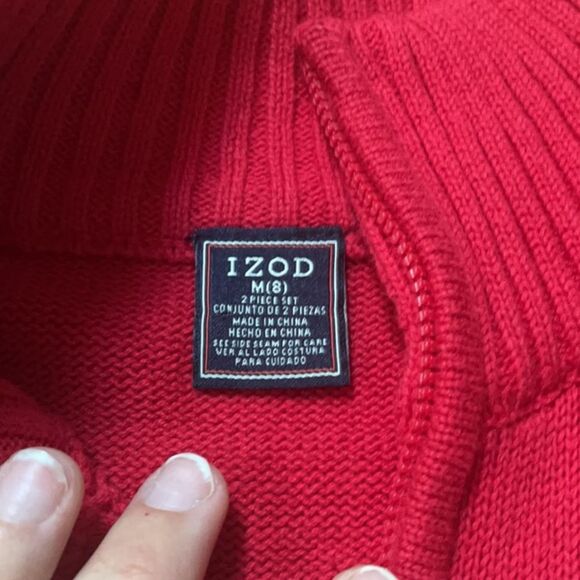 IZOD
M(8)
2 PIECE SET
CONJUNTO DE 2 PIEZAS
MADE IN CHINA
HECHO EN CHINA
SEE SIDE SEAM FOR CARE
VER AL LADO COSTURA
PARA CUIDADO